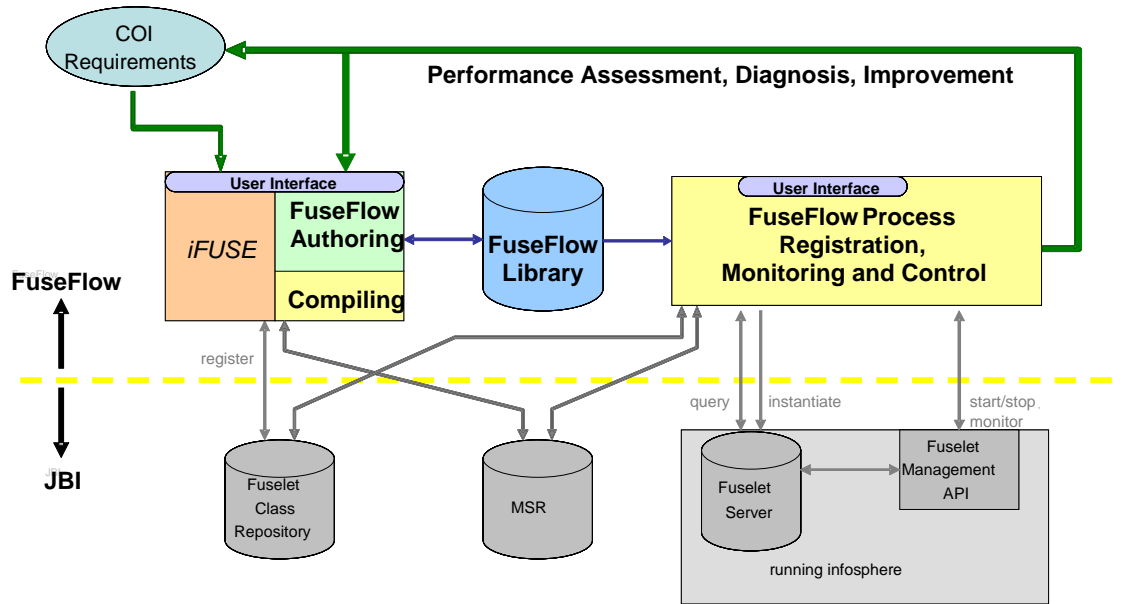 COI
Requirements
Performance Assessment, Diagnosis, Improvement
User Interface
iFUSE
FuseFlow
Authoring
Compiling
FuseFlow
Library
User Interface
FuseFlow Process
Registration,
Monitoring and Control
FuseFlow
FuseFlow
register
query
instantiate
start/stop
monitor
JBI
JBI
Fuselet
Class
Repository
MSR
Fuselet
Server
Fuselet
Management
API
running infosphere